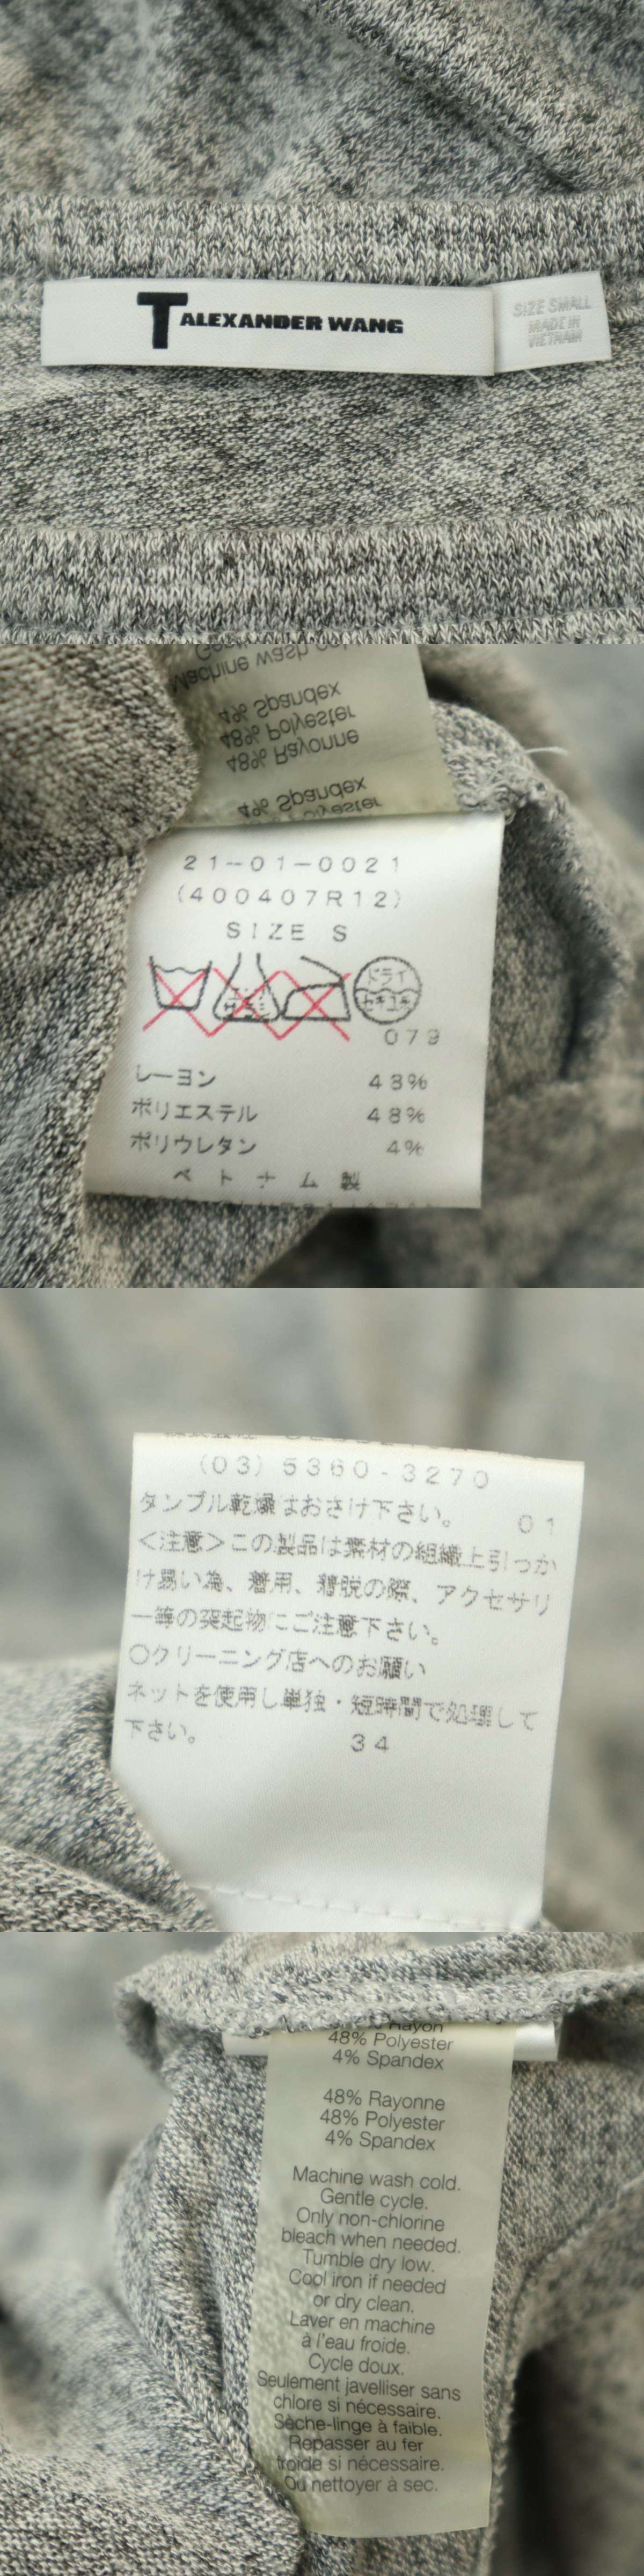 T ALEXANDER WANG
SIZE SMALL
MADE IN
VIETNAM
Machine wash
4% Spandex
48% Polyester
48% Rayonne
4% Spandex
Polyester
21-01-0021
(400407R12)
SIZE S
ドライ
セキユ系
079
レーヨン 48%
ポリエステル 48%
ポリウレタン 4%
ベトナム製
(03) 5360-3270
タンブル乾燥はおさけ下さい。 01
<注意>この製品は素材の組織上引っか
け易い為、着用、着脱の際、アクセサリ
ー等の突起物にご注意下さい。
○クリーニング店へのお願い
ネットを使用し単独・短時間で処理して
下さい。 34
Rayon
48% Polyester
4% Spandex
48% Rayonne
48% Polyester
4% Spandex
Machine wash cold.
Gentle cycle.
Only non-chlorine
bleach when needed.
Tumble dry low.
Cool iron if needed
or dry clean.
Laver en machine
à l'eau froide.
Cycle doux.
Seulement javelliser sans
chlore si nécessaire.
Sèche-linge à faible.
Repasser au fer
froide si nécessaire.
Ou nettoyer à sec.